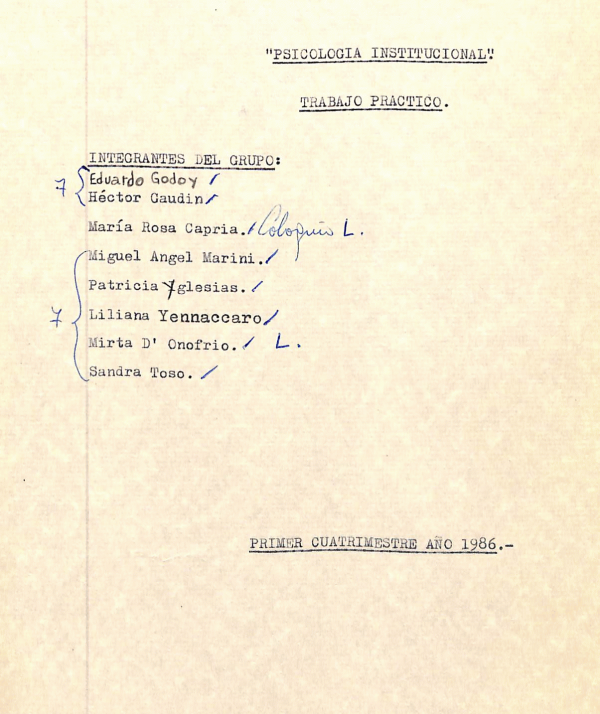 "PSICOLOGIA INSTITUCIONAL".
TRABAJO PRACTICO.
INTEGRANTES DEL GRUPO:
7 Eduardo Godoy /
Héctor Gaudin /
María Rosa Capria. / Coloquio L.
Miguel Angel Marini. /
Patricia Yglesias. /
7 Liliana Yennaccaro /
Mirta D' Onofrio. / L.
Sandra Toso. /
PRIMER CUATRIMESTRE AÑO 1986.-